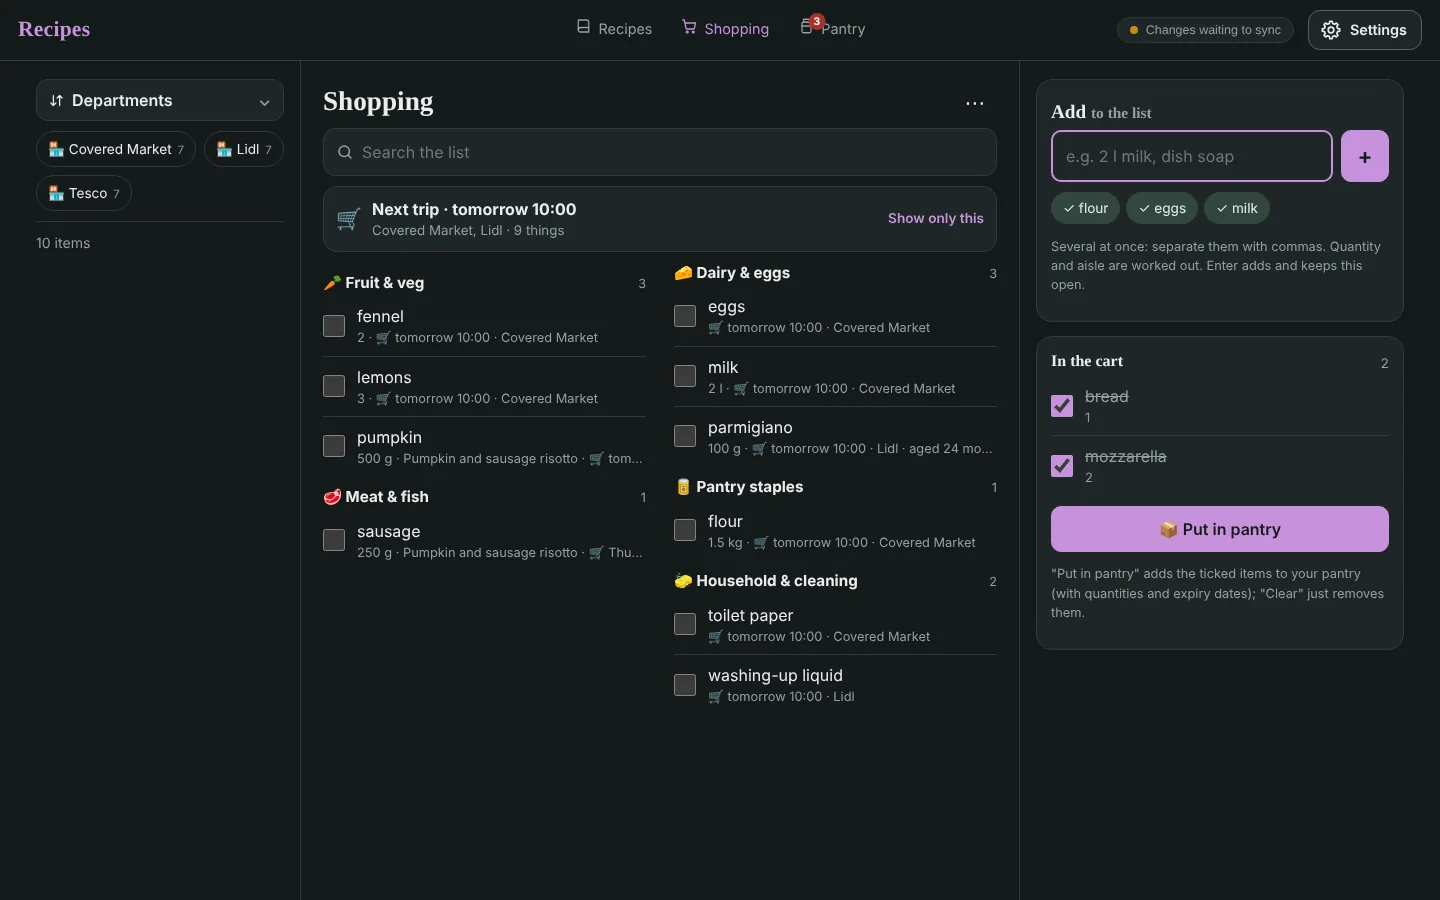 Recipes
Recipes
Shopping
3
Pantry
Changes waiting to sync
Settings
Departments
Covered Market 7
Lidl 7
Tesco 7
10 items
Shopping
Search the list
Next trip · tomorrow 10:00
Covered Market, Lidl · 9 things
Show only this
Fruit & veg 3
fennel
2 · 🛒 tomorrow 10:00 · Covered Market
lemons
3 · 🛒 tomorrow 10:00 · Covered Market
pumpkin
500 g · Pumpkin and sausage risotto · 🛒 tom…
Meat & fish 1
sausage
250 g · Pumpkin and sausage risotto · 🛒 Thu…
Dairy & eggs 3
eggs
🛒 tomorrow 10:00 · Covered Market
milk
2 l · 🛒 tomorrow 10:00 · Covered Market
parmigiano
100 g · 🛒 tomorrow 10:00 · Lidl · aged 24 mo…
Pantry staples 1
flour
1.5 kg · 🛒 tomorrow 10:00 · Covered Market
Household & cleaning 2
toilet paper
🛒 tomorrow 10:00 · Covered Market
washing-up liquid
🛒 tomorrow 10:00 · Lidl
Add to the list
e.g. 2 l milk, dish soap
+
✓ flour
✓ eggs
✓ milk
Several at once: separate them with commas. Quantity
and aisle are worked out. Enter adds and keeps this
open.
In the cart 2
bread
1
mozzarella
2
📦 Put in pantry
"Put in pantry" adds the ticked items to your pantry
(with quantities and expiry dates); "Clear" just removes
them.